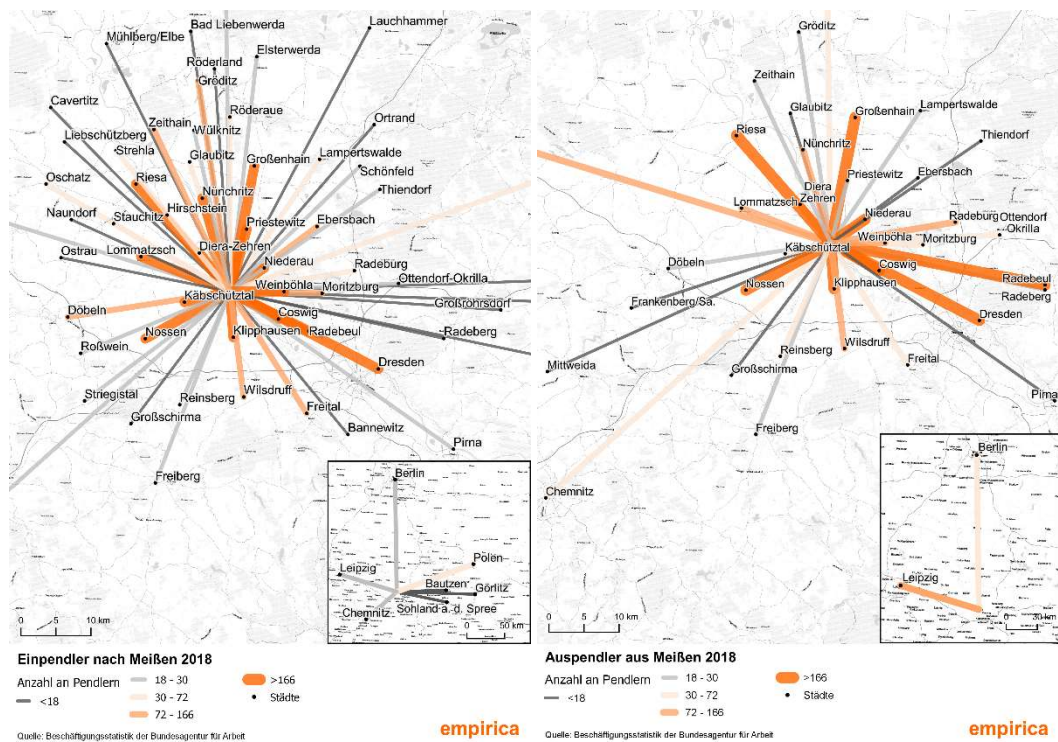 Mühlberg/Elbe
Bad Liebenwerda
Lauchhammer
Elsterwerda
Röderland
Gröditz
Cavertitz
Röderaue
Zeithain
Wülknitz
Ortrand
Liebschützberg
Strehla
Glaubitz
Großenhain
Lampertswalde
Oschatz
Riesa
Schönfeld
Nünchritz
Thiendorf
Naundorf
Stauchitz
Hirschstein
Priestewitz
Ebersbach
Ostrau
Lommatzsch
Diera-Zehren
Niederau
Radeburg
Weinböhla
Ottendorf-Okrilla
Käbschütztal
Moritzburg
Großröhrsdorf
Döbeln
Coswig
Nossen
Klipphausen
Radebeul
Radeberg
Roßwein
Dresden
Striegistal
Reinsberg
Wilsdruff
Großschirma
Freital
Bannewitz
Pirna
Freiberg
Berlin
Polen
Leipzig
Bautzen
Görlitz
Sohland a. d. Spree
Chemnitz
0 50 km
0 5 10 km
Einpendler nach Meißen 2018
Anzahl an Pendlern
<18
18 - 30
30 - 72
72 - 166
>166
Städte
Quelle: Beschäftigungsstatistik der Bundesagentur für Arbeit
empirica
Gröditz
Zeithain
Glaubitz
Großenhain
Lampertswalde
Riesa
Nünchritz
Thiendorf
Diera
Zehren
Priestewitz
Ebersbach
Lommatzsch
Niederau
Radeburg
Ottendorf
Okrilla
Weinböhla
Moritzburg
Käbschütztal
Döbeln
Coswig
Radebeul
Radeberg
Nossen
Klipphausen
Frankenberg/Sa.
Dresden
Wilsdruff
Reinsberg
Freital
Mittweida
Großschirma
Pirna
Freiberg
Chemnitz
Berlin
Leipzig
0 30 km
0 5 10 km
Auspendler aus Meißen 2018
Anzahl an Pendlern
<18
18 - 30
30 - 72
72 - 166
>166
Städte
Quelle: Beschäftigungsstatistik der Bundesagentur für Arbeit
empirica